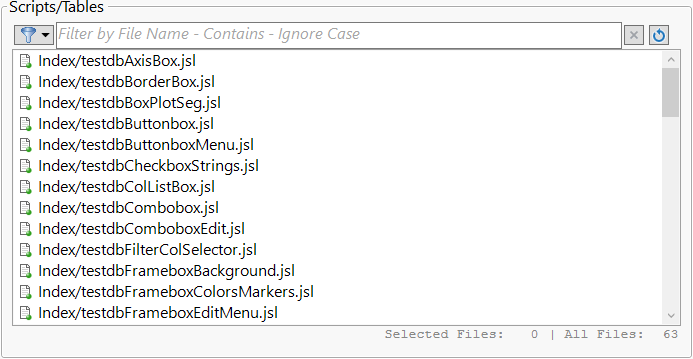 Scripts/Tables
Filter by File Name - Contains - Ignore Case
Index/testdbAxisBox.jsl
Index/testdbBorderBox.jsl
Index/testdbBoxPlotSeg.jsl
Index/testdbButtonbox.jsl
Index/testdbButtonboxMenu.jsl
Index/testdbCheckboxStrings.jsl
Index/testdbColListBox.jsl
Index/testdbCombobox.jsl
Index/testdbComboboxEdit.jsl
Index/testdbFilterColSelector.jsl
Index/testdbFrameboxBackground.jsl
Index/testdbFrameboxColorsMarkers.jsl
Index/testdbFrameboxEditMenu.jsl
Selected Files:   0 | All Files:  63